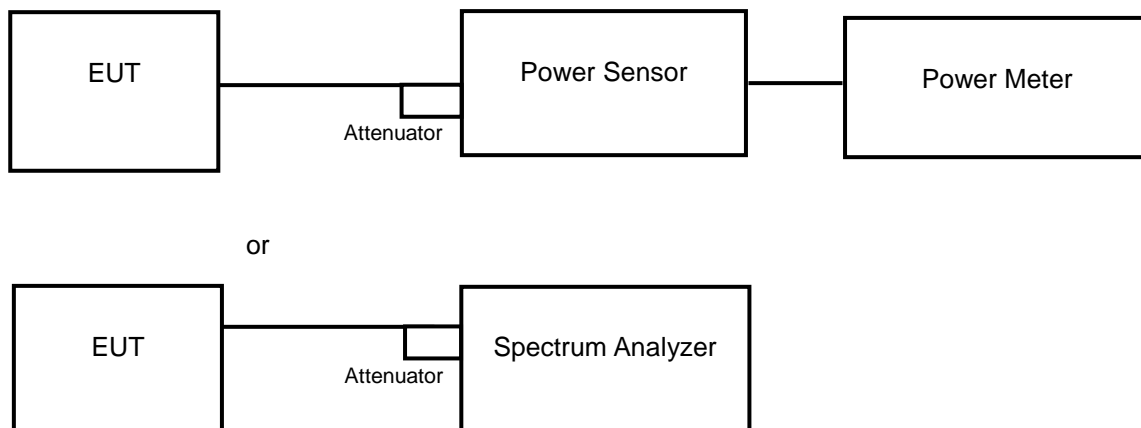 EUT
Power Sensor
Power Meter
Attenuator
or
EUT
Spectrum Analyzer
Attenuator